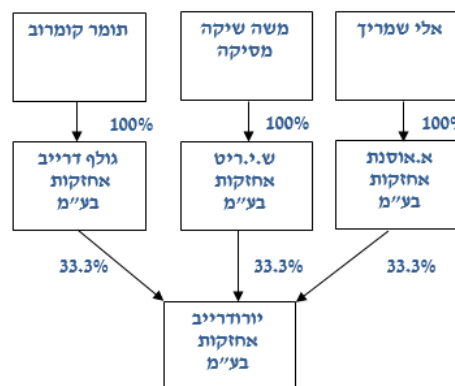 אלי שמריך
משה שיקה
מסיקה
תומר קומרוב
100%
100%
100%
א.אוסנת
אחזקות
בע"מ
ש.י.ריט
אחזקות
בע"מ
גולף דרייב
אחזקות
בע"מ
33.3%
33.3%
33.3%
יורודרייב
אחזקות
בע"מ